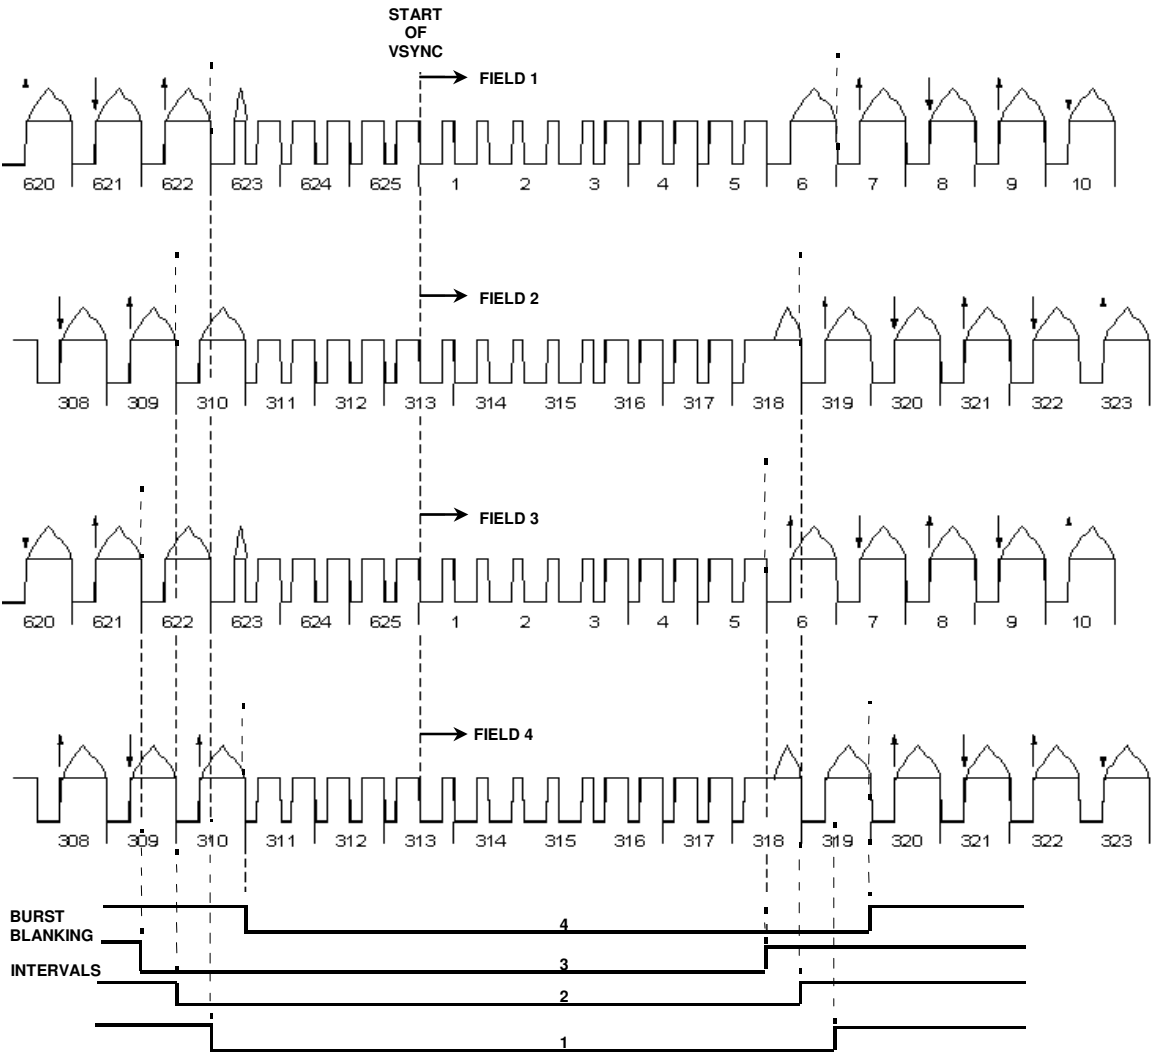 START
OF
VSYNC
FIELD 1
620 621 622 623 624 625 1 2 3 4 5 6 7 8 9 10
FIELD 2
308 309 310 311 312 313 314 315 316 317 318 319 320 321 322 323
FIELD 3
620 621 622 623 624 625 1 2 3 4 5 6 7 8 9 10
FIELD 4
308 309 310 311 312 313 314 315 316 317 318 319 320 321 322 323
BURST
BLANKING
INTERVALS
4
3
2
1